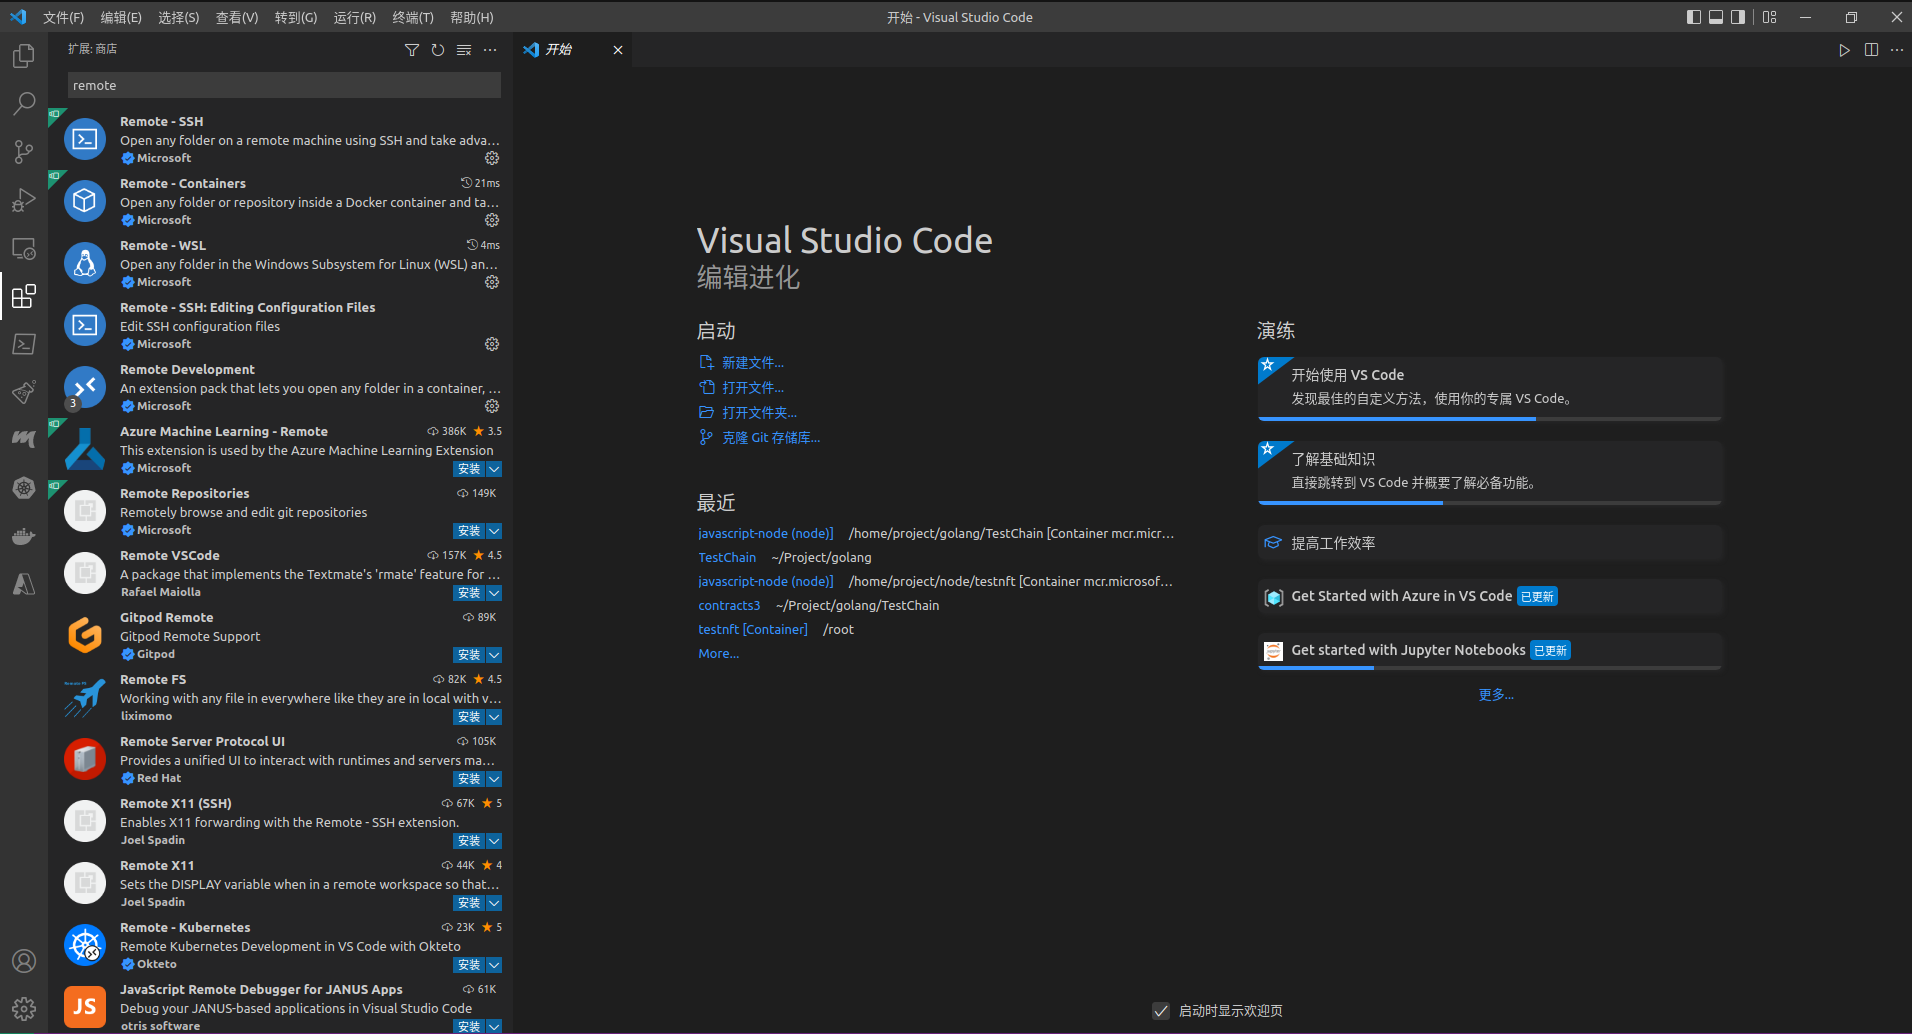 文件(F) 编辑(E) 选择(S) 查看(V) 转到(G) 运行(R) 终端(T) 帮助(H)
开始 - Visual Studio Code
扩展: 商店
remote
Remote - SSH
Open any folder on a remote machine using SSH and take adva...
Microsoft
Remote - Containers 21ms
Open any folder or repository inside a Docker container and ta...
Microsoft
Remote - WSL 4ms
Open any folder in the Windows Subsystem for Linux (WSL) an...
Microsoft
Remote - SSH: Editing Configuration Files
Edit SSH configuration files
Microsoft
Remote Development
An extension pack that lets you open any folder in a container, ...
3
Microsoft
Azure Machine Learning - Remote 386K 3.5
This extension is used by the Azure Machine Learning Extension
Microsoft 安装
Remote Repositories 149K
Remotely browse and edit git repositories
Microsoft 安装
Remote VSCode 157K 4.5
A package that implements the Textmate's 'rmate' feature for ...
Rafael Maiolla 安装
Gitpod Remote 89K
Gitpod Remote Support
Gitpod 安装
Remote FS 82K 4.5
Working with any file in everywhere like they are in local with v...
liximomo 安装
Remote Server Protocol UI 105K
Provides a unified UI to interact with runtimes and servers ma...
Red Hat 安装
Remote X11 (SSH) 67K 5
Enables X11 forwarding with the Remote - SSH extension.
Joel Spadin 安装
Remote X11 44K 4
Sets the DISPLAY variable when in a remote workspace so that...
Joel Spadin 安装
Remote - Kubernetes 23K 5
Remote Kubernetes Development in VS Code with Okteto
Okteto 安装
JavaScript Remote Debugger for JANUS Apps 61K
JS
Debug your JANUS-based applications in Visual Studio Code
otris software 安装
开始
Visual Studio Code
编辑进化
启动
新建文件...
打开文件...
打开文件夹...
克隆 Git 存储库...
最近
javascript-node (node)] /home/project/golang/TestChain [Container mcr.micr...
TestChain ~/Project/golang
javascript-node (node)] /home/project/node/testnft [Container mcr.microsof...
contracts3 ~/Project/golang/TestChain
testnft [Container] /root
More...
演练
开始使用 VS Code
发现最佳的自定义方法，使用你的专属 VS Code。
了解基础知识
直接跳转到 VS Code 并概要了解必备功能。
提高工作效率
Get Started with Azure in VS Code 已更新
Get started with Jupyter Notebooks 已更新
更多...
启动时显示欢迎页